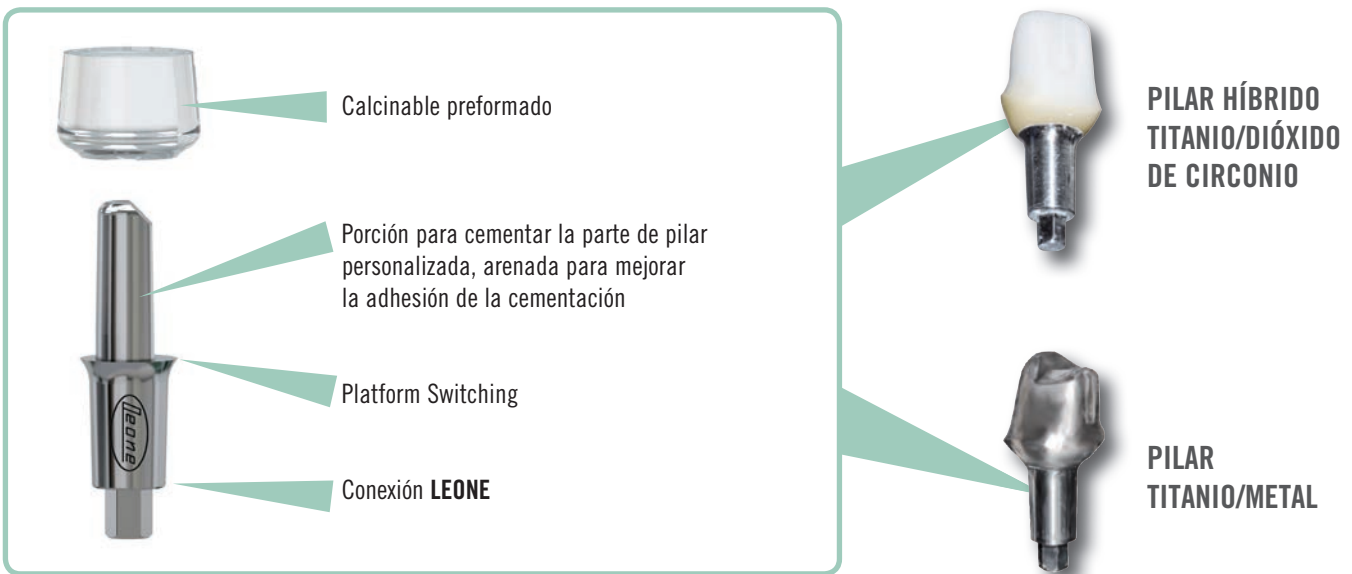 Calcinable preformado
Porción para cementar la parte de pilar
personalizada, arenada para mejorar
la adhesión de la cementación
Platform Switching
leone
Conexión LEONE
PILAR HÍBRIDO
TITANIO/DIÓXIDO
DE CIRCONIO
PILAR
TITANIO/METAL